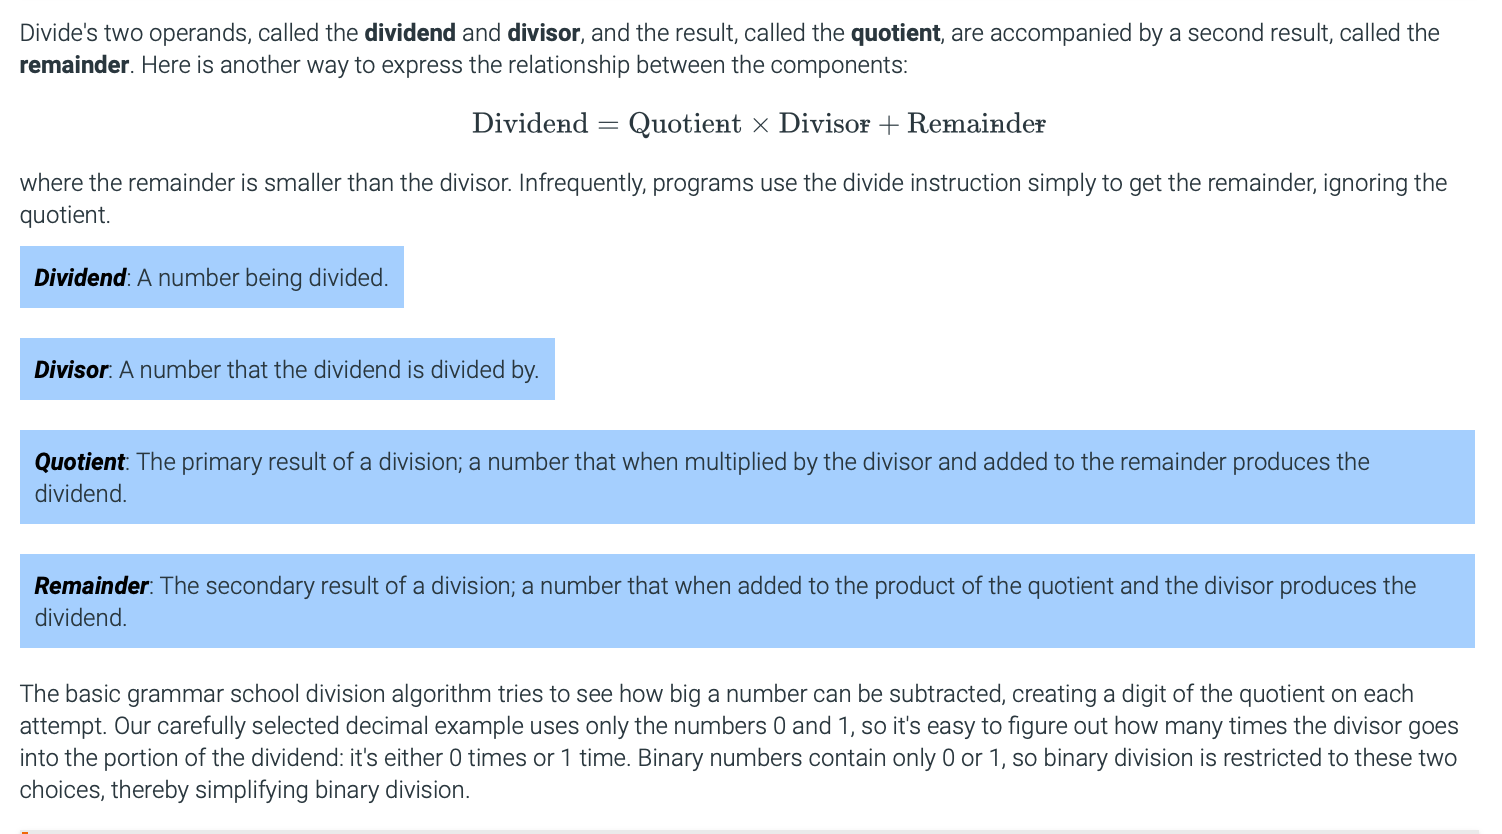 Divide's two operands, called the dividend and divisor, and the result, called the quotient, are accompanied by a second result, called the
remainder. Here is another way to express the relationship between the components:
Dividend = Quotient × Divisor + Remainder
where the remainder is smaller than the divisor. Infrequently, programs use the divide instruction simply to get the remainder, ignoring the
quotient.
Dividend: A number being divided.
Divisor: A number that the dividend is divided by.
Quotient: The primary result of a division; a number that when multiplied by the divisor and added to the remainder produces the
dividend.
Remainder: The secondary result of a division; a number that when added to the product of the quotient and the divisor produces the
dividend.
The basic grammar school division algorithm tries to see how big a number can be subtracted, creating a digit of the quotient on each
attempt. Our carefully selected decimal example uses only the numbers 0 and 1, so it's easy to figure out how many times the divisor goes
into the portion of the dividend: it's either 0 times or 1 time. Binary numbers contain only 0 or 1, so binary division is restricted to these two
choices, thereby simplifying binary division.